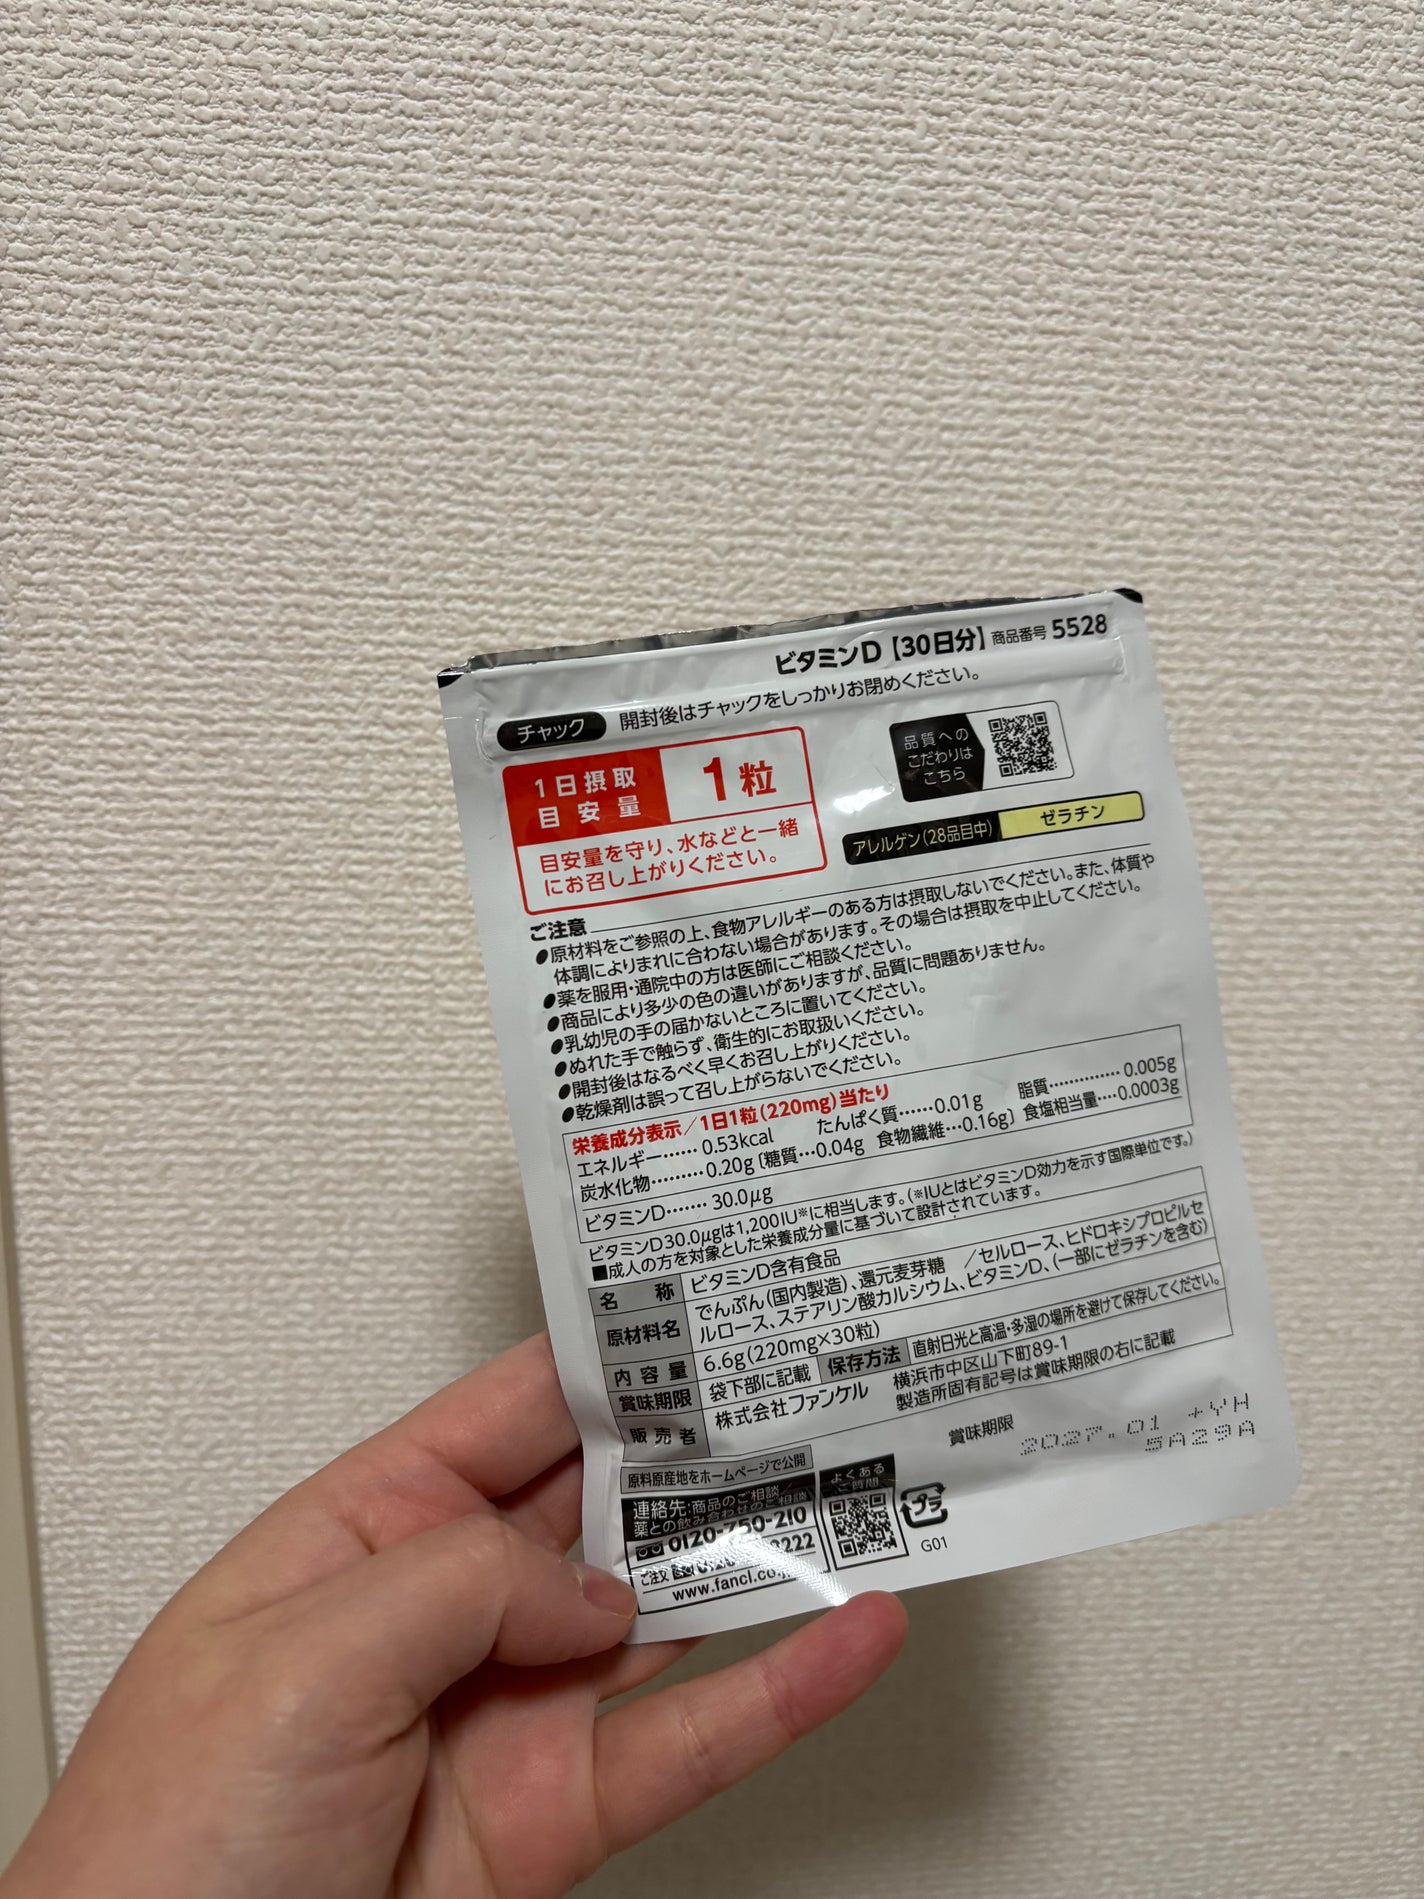 ビタミンD【30日分】商品番号 5528
チャック 開封後はチャックをしっかりお閉めください。
1日摂取
目安量
1粒
目安量を守り、水などと一緒
にお召し上がりください。
品質への
こだわりは
こちら
アレルゲン(28品目中) ゼラチン
ご注意
●原材料をご参照の上、食物アレルギーのある方は摂取しないでください。また、体質や
体調によりまれに合わない場合があります。その場合は摂取を中止してください。
●薬を服用・通院中の方は医師にご相談ください。
●商品により多少の色の違いがありますが、品質に問題ありません。
●乳幼児の手の届かないところに置いてください。
●ぬれた手で触らず、衛生的にお取扱いください。
●開封後はなるべく早くお召し上がりください。
●乾燥剤は誤って召し上がらないでください。
栄養成分表示/1日1粒(220mg)当たり
エネルギー…… 0.53kcal たんぱく質……0.01g 脂質………… 0.005g
炭水化物………0.20g〔糖質…0.04g 食物繊維…0.16g〕 食塩相当量…0.0003g
ビタミンD…… 30.0μg
ビタミンD30.0μgは1,200IU※に相当します。(※IUとはビタミンD効力を示す国際単位です。)
■成人の方を対象とした栄養成分量に基づいて設計されています。
名称 ビタミンD含有食品
原材料名 でんぷん(国内製造)、還元麦芽糖 /セルロース、ヒドロキシプロピルセ
ルロース、ステアリン酸カルシウム、ビタミンD、(一部にゼラチンを含む)
内容量 6.6g(220mg×30粒)
賞味期限 袋下部に記載 保存方法 直射日光と高温・多湿の場所を避けて保存してください。
販売者 株式会社ファンケル 横浜市中区山下町89-1
製造所固有記号は賞味期限の右に記載
賞味期限 2027.01 +YH
5A29A
原料原産地をホームページで公開
連絡先:商品のご相談/
薬との飲み合わせのご相談
0120-750-210
ご注文
www.fancl.co.
よくある
ご質問
プラ
G01